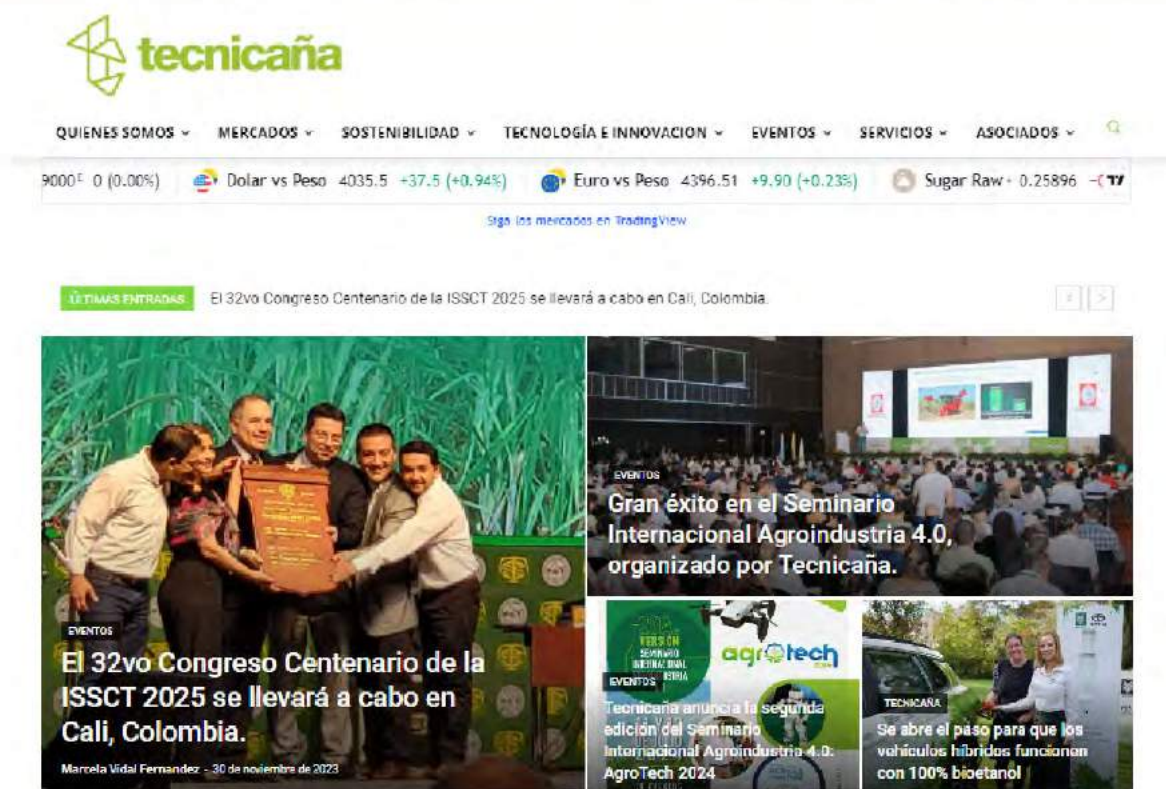 tecnicaña
QUIENES SOMOS MERCADOS SOSTENIBILIDAD TECNOLOGÍA E INNOVACION EVENTOS SERVICIOS ASOCIADOS
9000 0 (0.00%) Dolar vs Peso 4035.5 +37.5 (+0.94%) Euro vs Peso 4396.51 +9.90 (+0.23%) Sugar Raw 0.25896
Siga los mercados en TradingView
ÚLTIMAS ENTRADAS El 32vo Congreso Centenario de la ISSCT 2025 se llevará a cabo en Cali, Colombia.
EVENTOS
Gran éxito en el Seminario
Internacional Agroindustria 4.0,
organizado por Tecnicaña.
EVENTOS
El 32vo Congreso Centenario de la
ISSCT 2025 se llevará a cabo en
Cali, Colombia.
Marcela Vidal Fernandez - 30 de noviembre de 2023
VERSIÓN
SEMINARIO
INTERNACIONAL
agrotech
EVENTOS
Tecnicaña anuncia la segunda
edición del Seminario
Internacional Agroindustria 4.0:
AgroTech 2024
TECNICAÑA
Se abre el paso para que los
vehículos híbridos funcionen
con 100% bioetanol